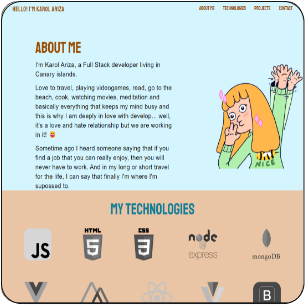 HELLO! I'M KAROL ARIZA
ABOUT ME TECHNOLOGIES PROJECTS CONTACT
ABOUT ME
I'm Karol Ariza, a Full Stack developer living in
Canary islands.
Love to travel, playing videogames, read, go to the
beach, cook, watching movies, meditation and
basically everything that keeps my mind busy and
this is why I am deeply in love with develop... well,
it's a love and hate relationship but we are working
in it! 😍
Sometime ago I heard someone saying that if you
find a job that you can really enjoy, then you will
never have to work. And in my long or short travel
for the life, I can say that finally I'm where I'm
suposed to.
NICE
MY TECHNOLOGIES
JS
HTML
5
CSS
3
node
express
mongoDB
B